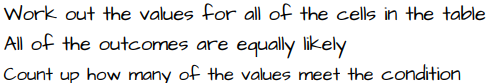 Work out the values for all of the cells in the table
All of the outcomes are equally likely
Count up how many of the values meet the condition